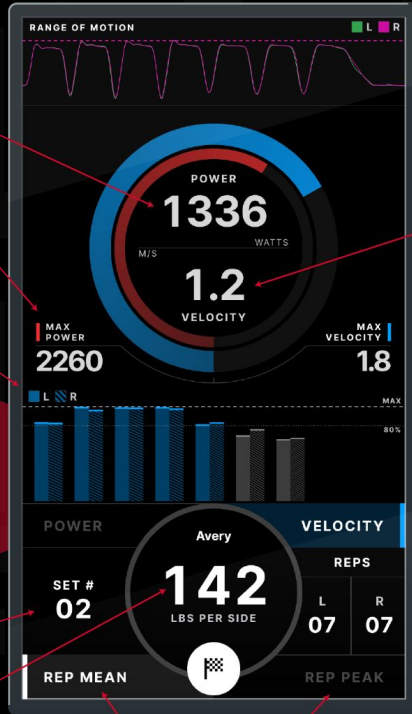 RANGE OF MOTION
L R
POWER
1336
M/S WATTS
1.2
VELOCITY
MAX POWER
2260
MAX VELOCITY
1.8
L R
MAX
80%
POWER
VELOCITY
Avery
142
LBS PER SIDE
SET #
02
REPS
L R
07 07
REP MEAN
REP PEAK